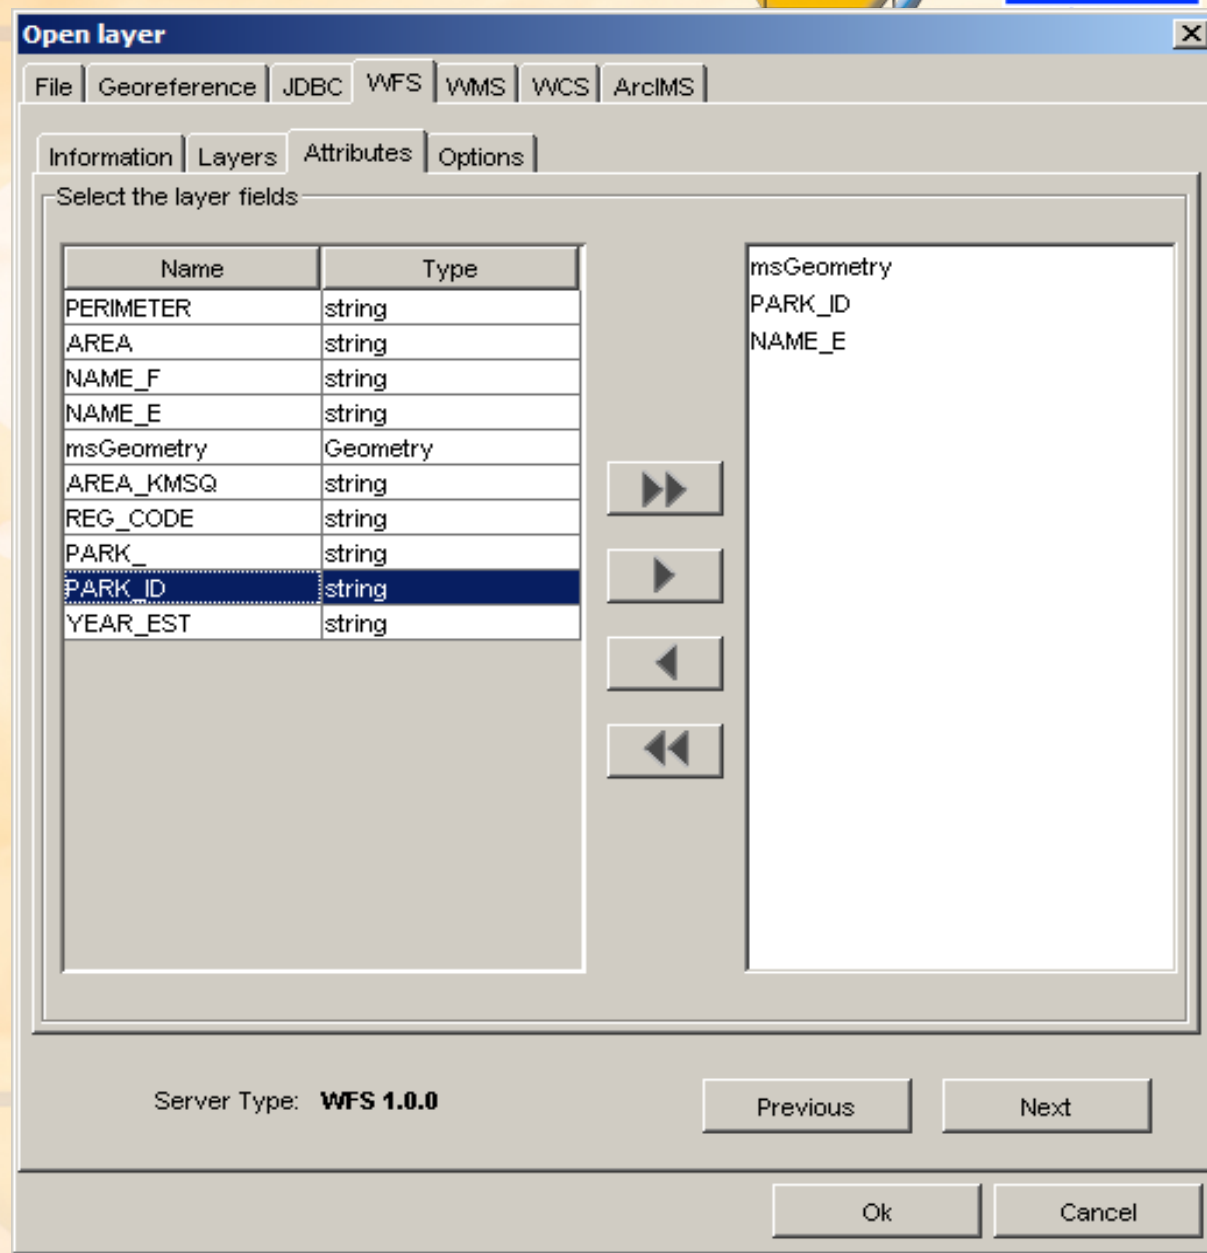 Open layer
File Georeference JDBC WFS WMS WCS ArcIMS
Information Layers Attributes Options
Select the layer fields
Name Type
PERIMETER string
AREA string
NAME_F string
NAME_E string
msGeometry Geometry
AREA_KMSQ string
REG_CODE string
PARK_ string
PARK_ID string
YEAR_EST string
msGeometry
PARK_ID
NAME_E
Server Type: WFS 1.0.0
Previous Next
Ok Cancel